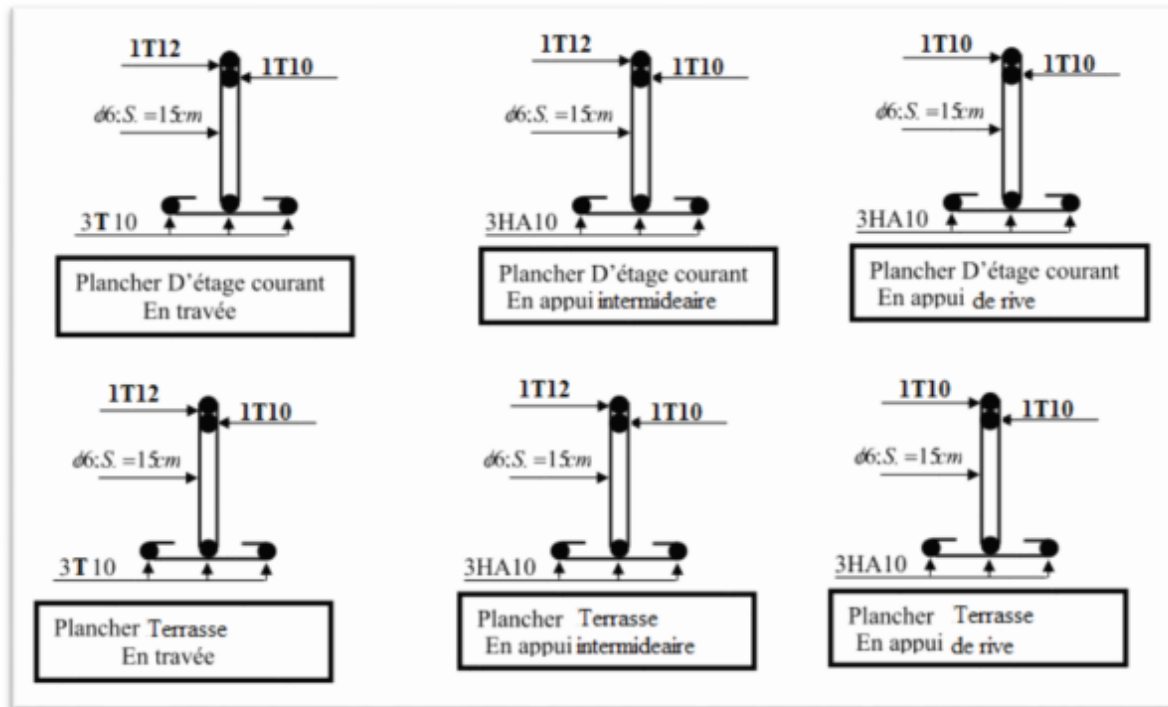 1T12
1T10
ϕ6:S. =15cm
3T10
Plancher D'étage courant
En travée
1T12
1T10
ϕ6:S. =15cm
3HA10
Plancher D'étage courant
En appui intermideaire
1T10
1T10
ϕ6:S. =15cm
3HA10
Plancher D'étage courant
En appui de rive
1T12
1T10
ϕ6:S. =15cm
3T10
Plancher Terrasse
En travée
1T12
1T10
ϕ6:S. =15cm
3HA10
Plancher Terrasse
En appui intermideaire
1T10
1T10
ϕ6:S. =15cm
3HA10
Plancher Terrasse
En appui de rive